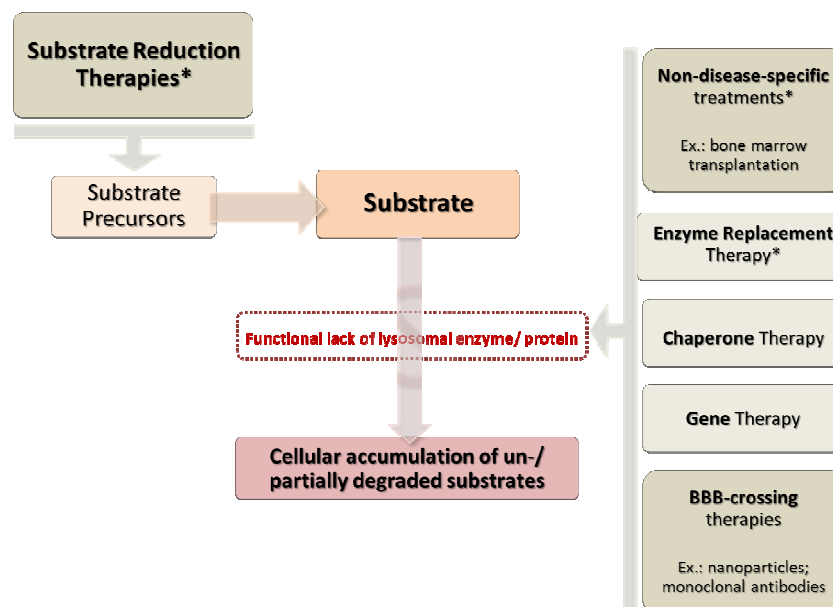 Substrate Reduction
Therapies*
Substrate
Precursors
Substrate
Functional lack of lysosomal enzyme/ protein
Cellular accumulation of un-/
partially degraded substrates
Non-disease-specific
treatments*
Ex.: bone marrow
transplantation
Enzyme Replacement
Therapy*
Chaperone Therapy
Gene Therapy
BBB-crossing
therapies
Ex.: nanoparticles;
monoclonal antibodies